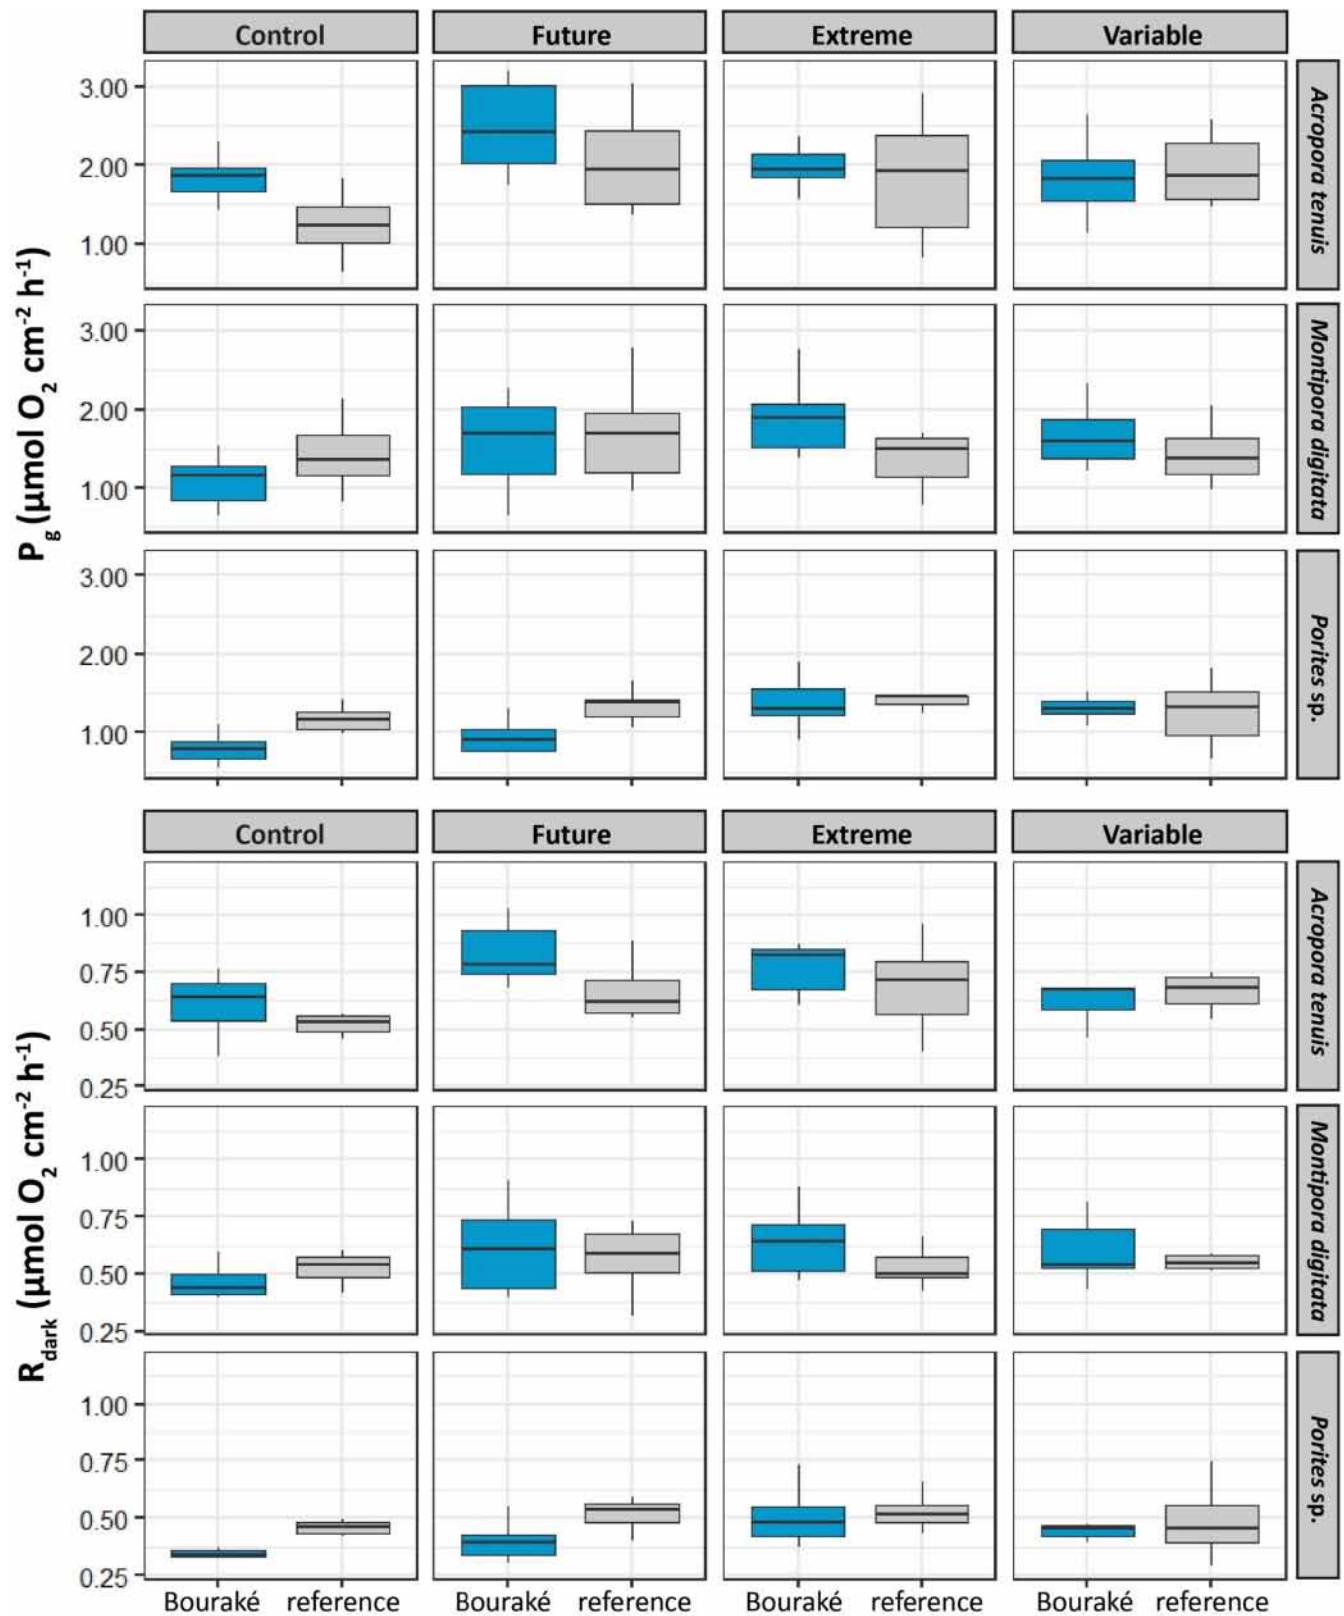 Control Future Extreme Variable
P_g (µmol O₂ cm⁻² h⁻¹)
3.00
2.00
1.00
Acropora tenuis
3.00
2.00
1.00
Montipora digitata
3.00
2.00
1.00
Porites sp.
Control Future Extreme Variable
R_dark (µmol O₂ cm⁻² h⁻¹)
1.00
0.75
0.50
0.25
Acropora tenuis
1.00
0.75
0.50
0.25
Montipora digitata
1.00
0.75
0.50
0.25
Porites sp.
Bouraké reference Bouraké reference Bouraké reference Bouraké reference